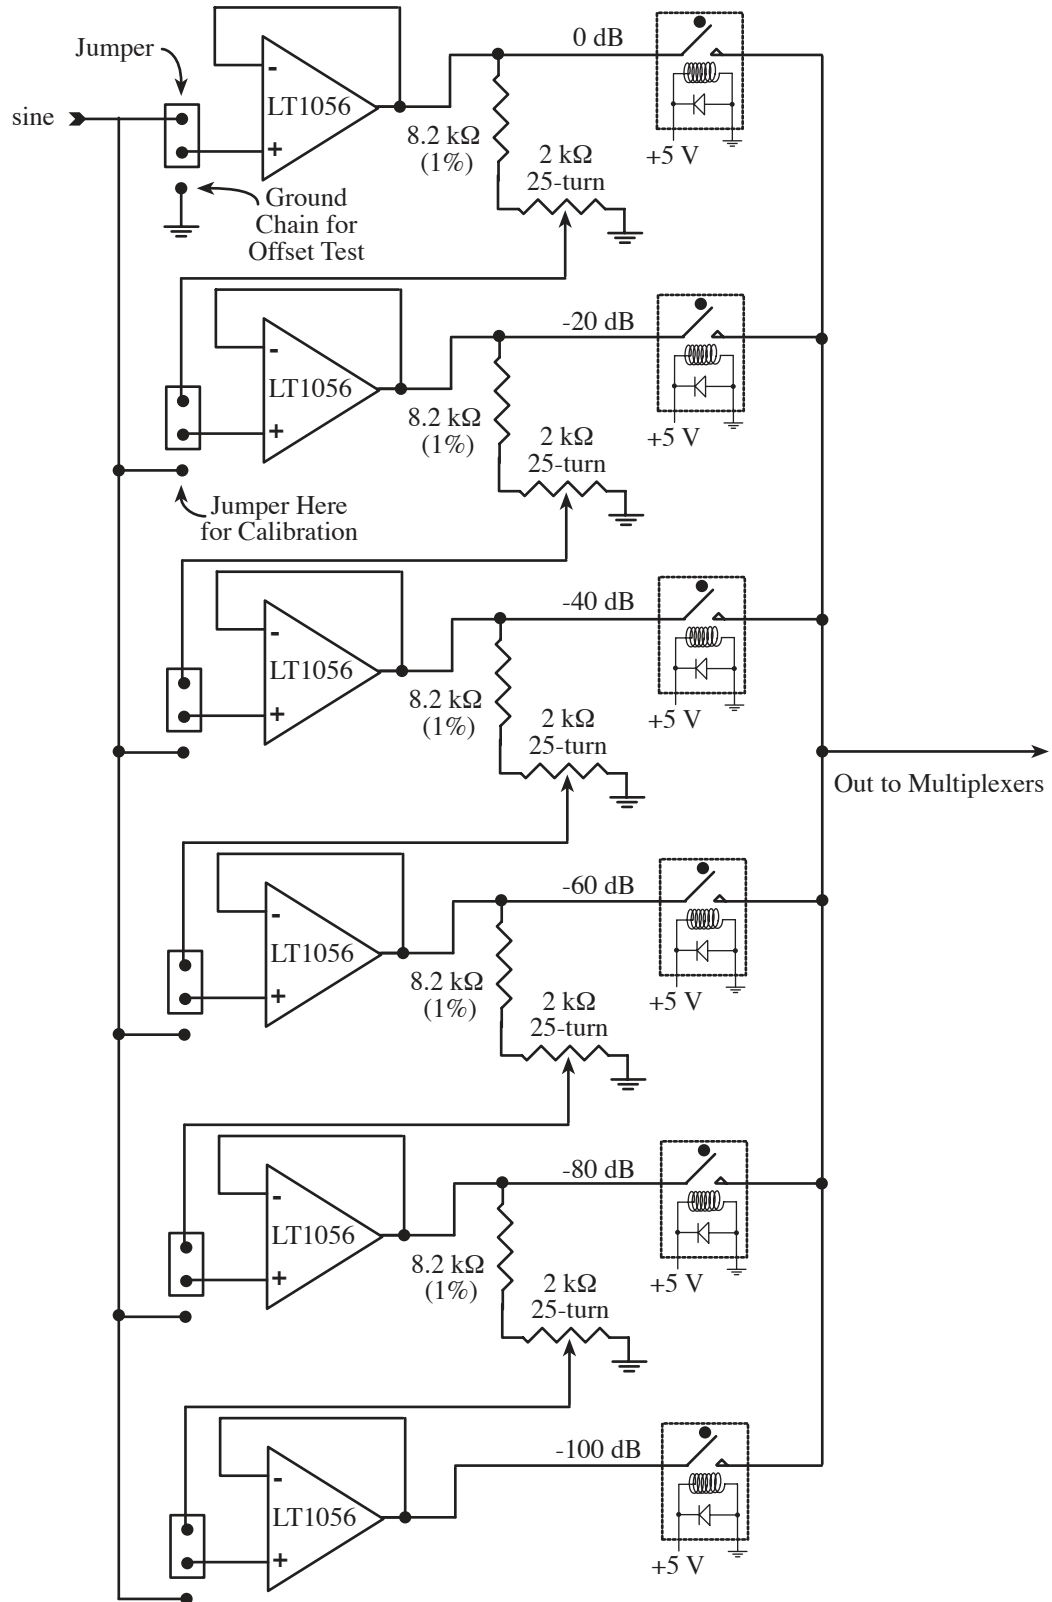 Jumper
0 dB
-
LT1056
sine
+
8.2 kΩ
(1%)
2 kΩ
25-turn
+5 V
Ground
Chain for
Offset Test
-20 dB
-
LT1056
+
8.2 kΩ
(1%)
2 kΩ
25-turn
+5 V
Jumper Here
for Calibration
-40 dB
-
LT1056
+
8.2 kΩ
(1%)
2 kΩ
25-turn
+5 V
Out to Multiplexers
-60 dB
-
LT1056
+
8.2 kΩ
(1%)
2 kΩ
25-turn
+5 V
-80 dB
-
LT1056
+
8.2 kΩ
(1%)
2 kΩ
25-turn
+5 V
-100 dB
-
LT1056
+
+5 V